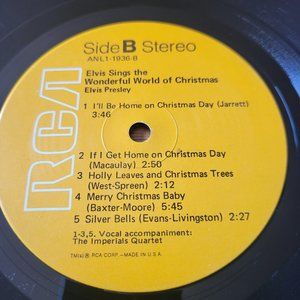 Side B Stereo
ANL1-1936-B
Elvis Sings the
Wonderful World of Christmas
Elvis Presley
1 I'll Be Home on Christmas Day (Jarrett)
3:46
2 If I Get Home on Christmas Day
(Macaulay) 2:50
3 Holly Leaves and Christmas Trees
(West-Spreen) 2:12
4 Merry Christmas Baby
(Baxter-Moore) 5:45
5 Silver Bells (Evans-Livingston) 2:27
1-3,5. Vocal accompaniment:
The Imperials Quartet
TM(s) ® RCA CORP.—MADE IN U.S.A.
RCA